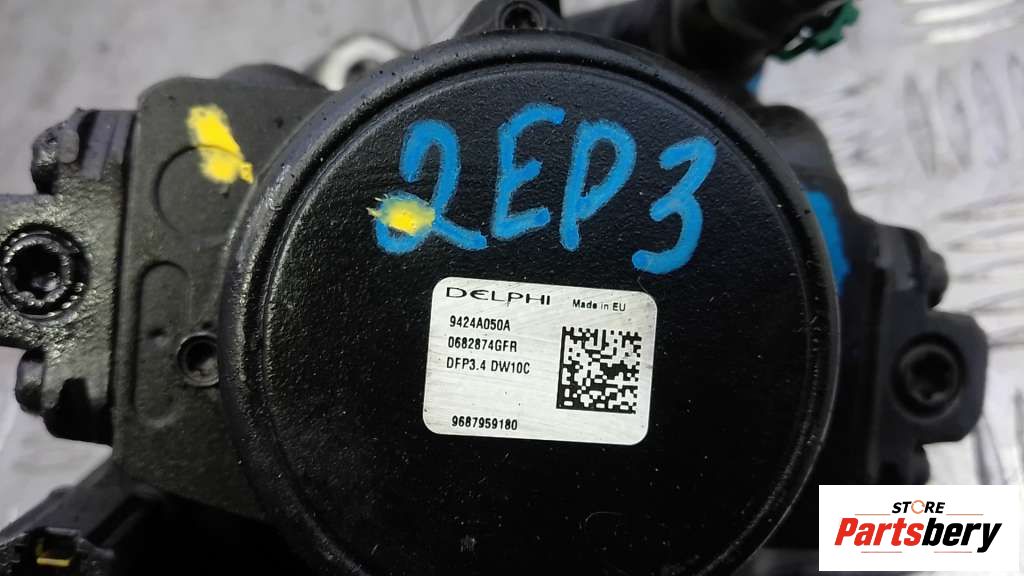 2EP3
DELPHI Made in EU
9424A050A
0682874GFR
DFP3.4 DW10C
9687959180
STORE
Partsbery